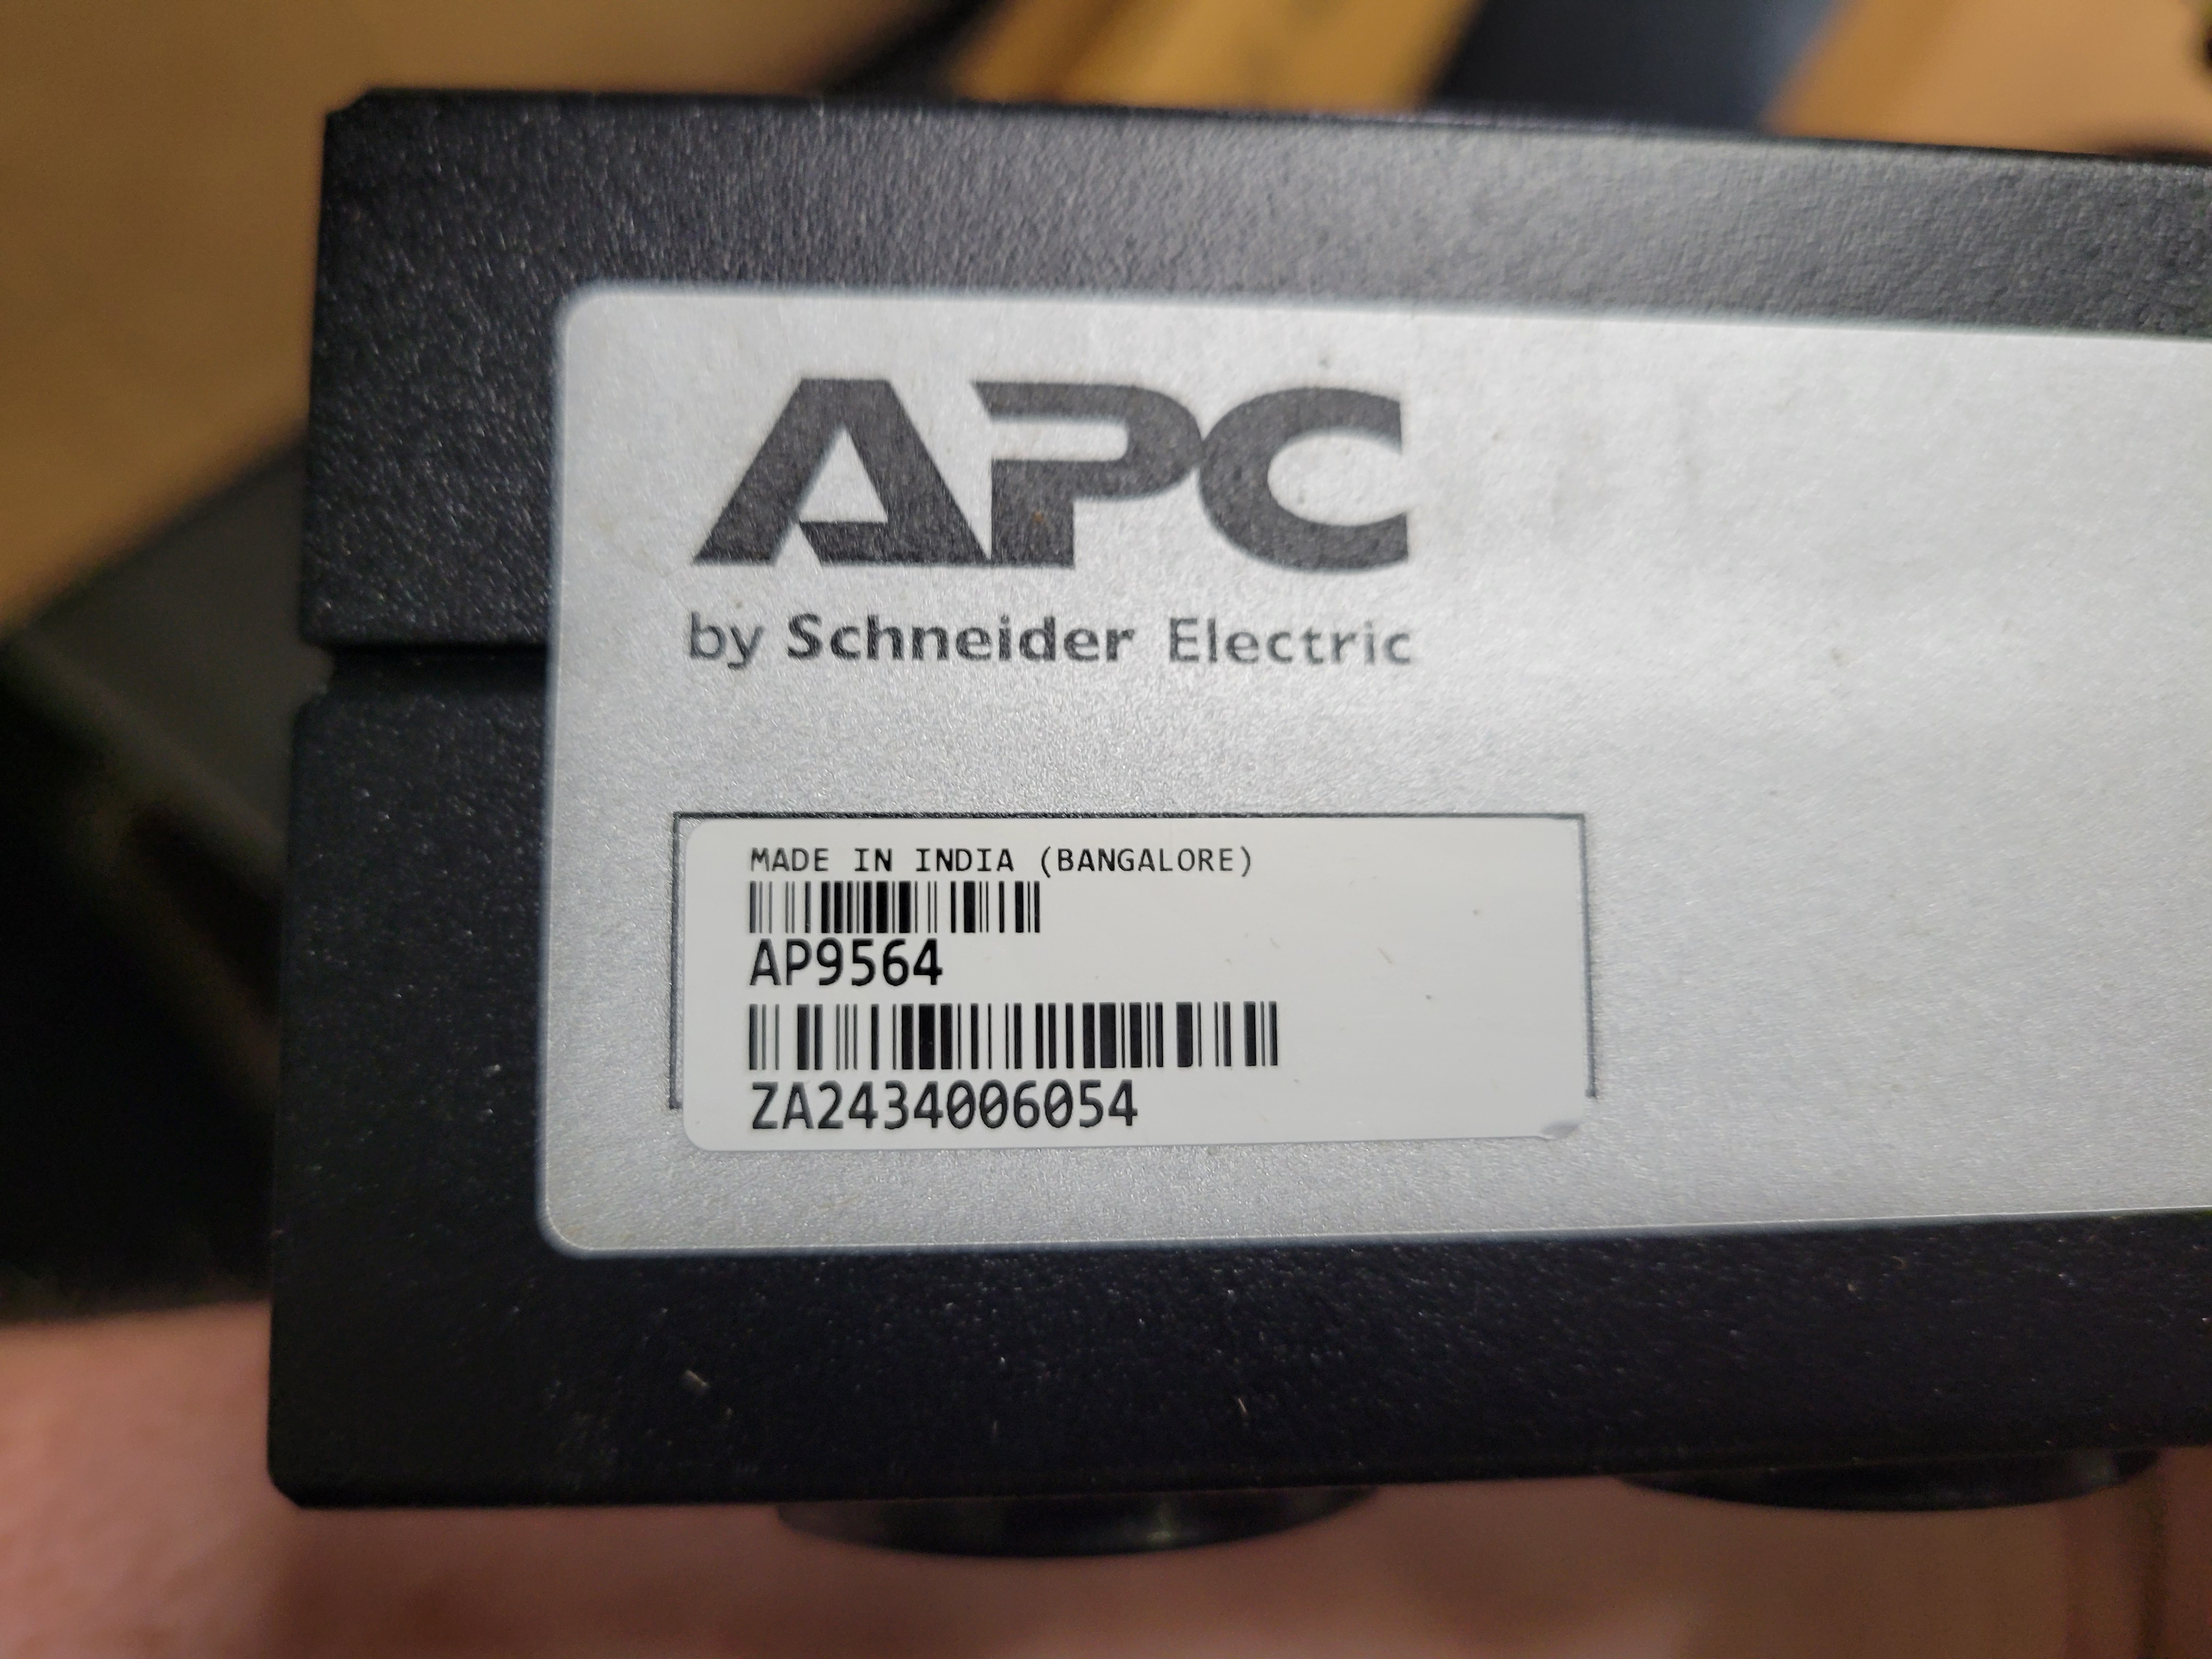 APC
by Schneider Electric
MADE IN INDIA (BANGALORE)
AP9564
ZA2434006054